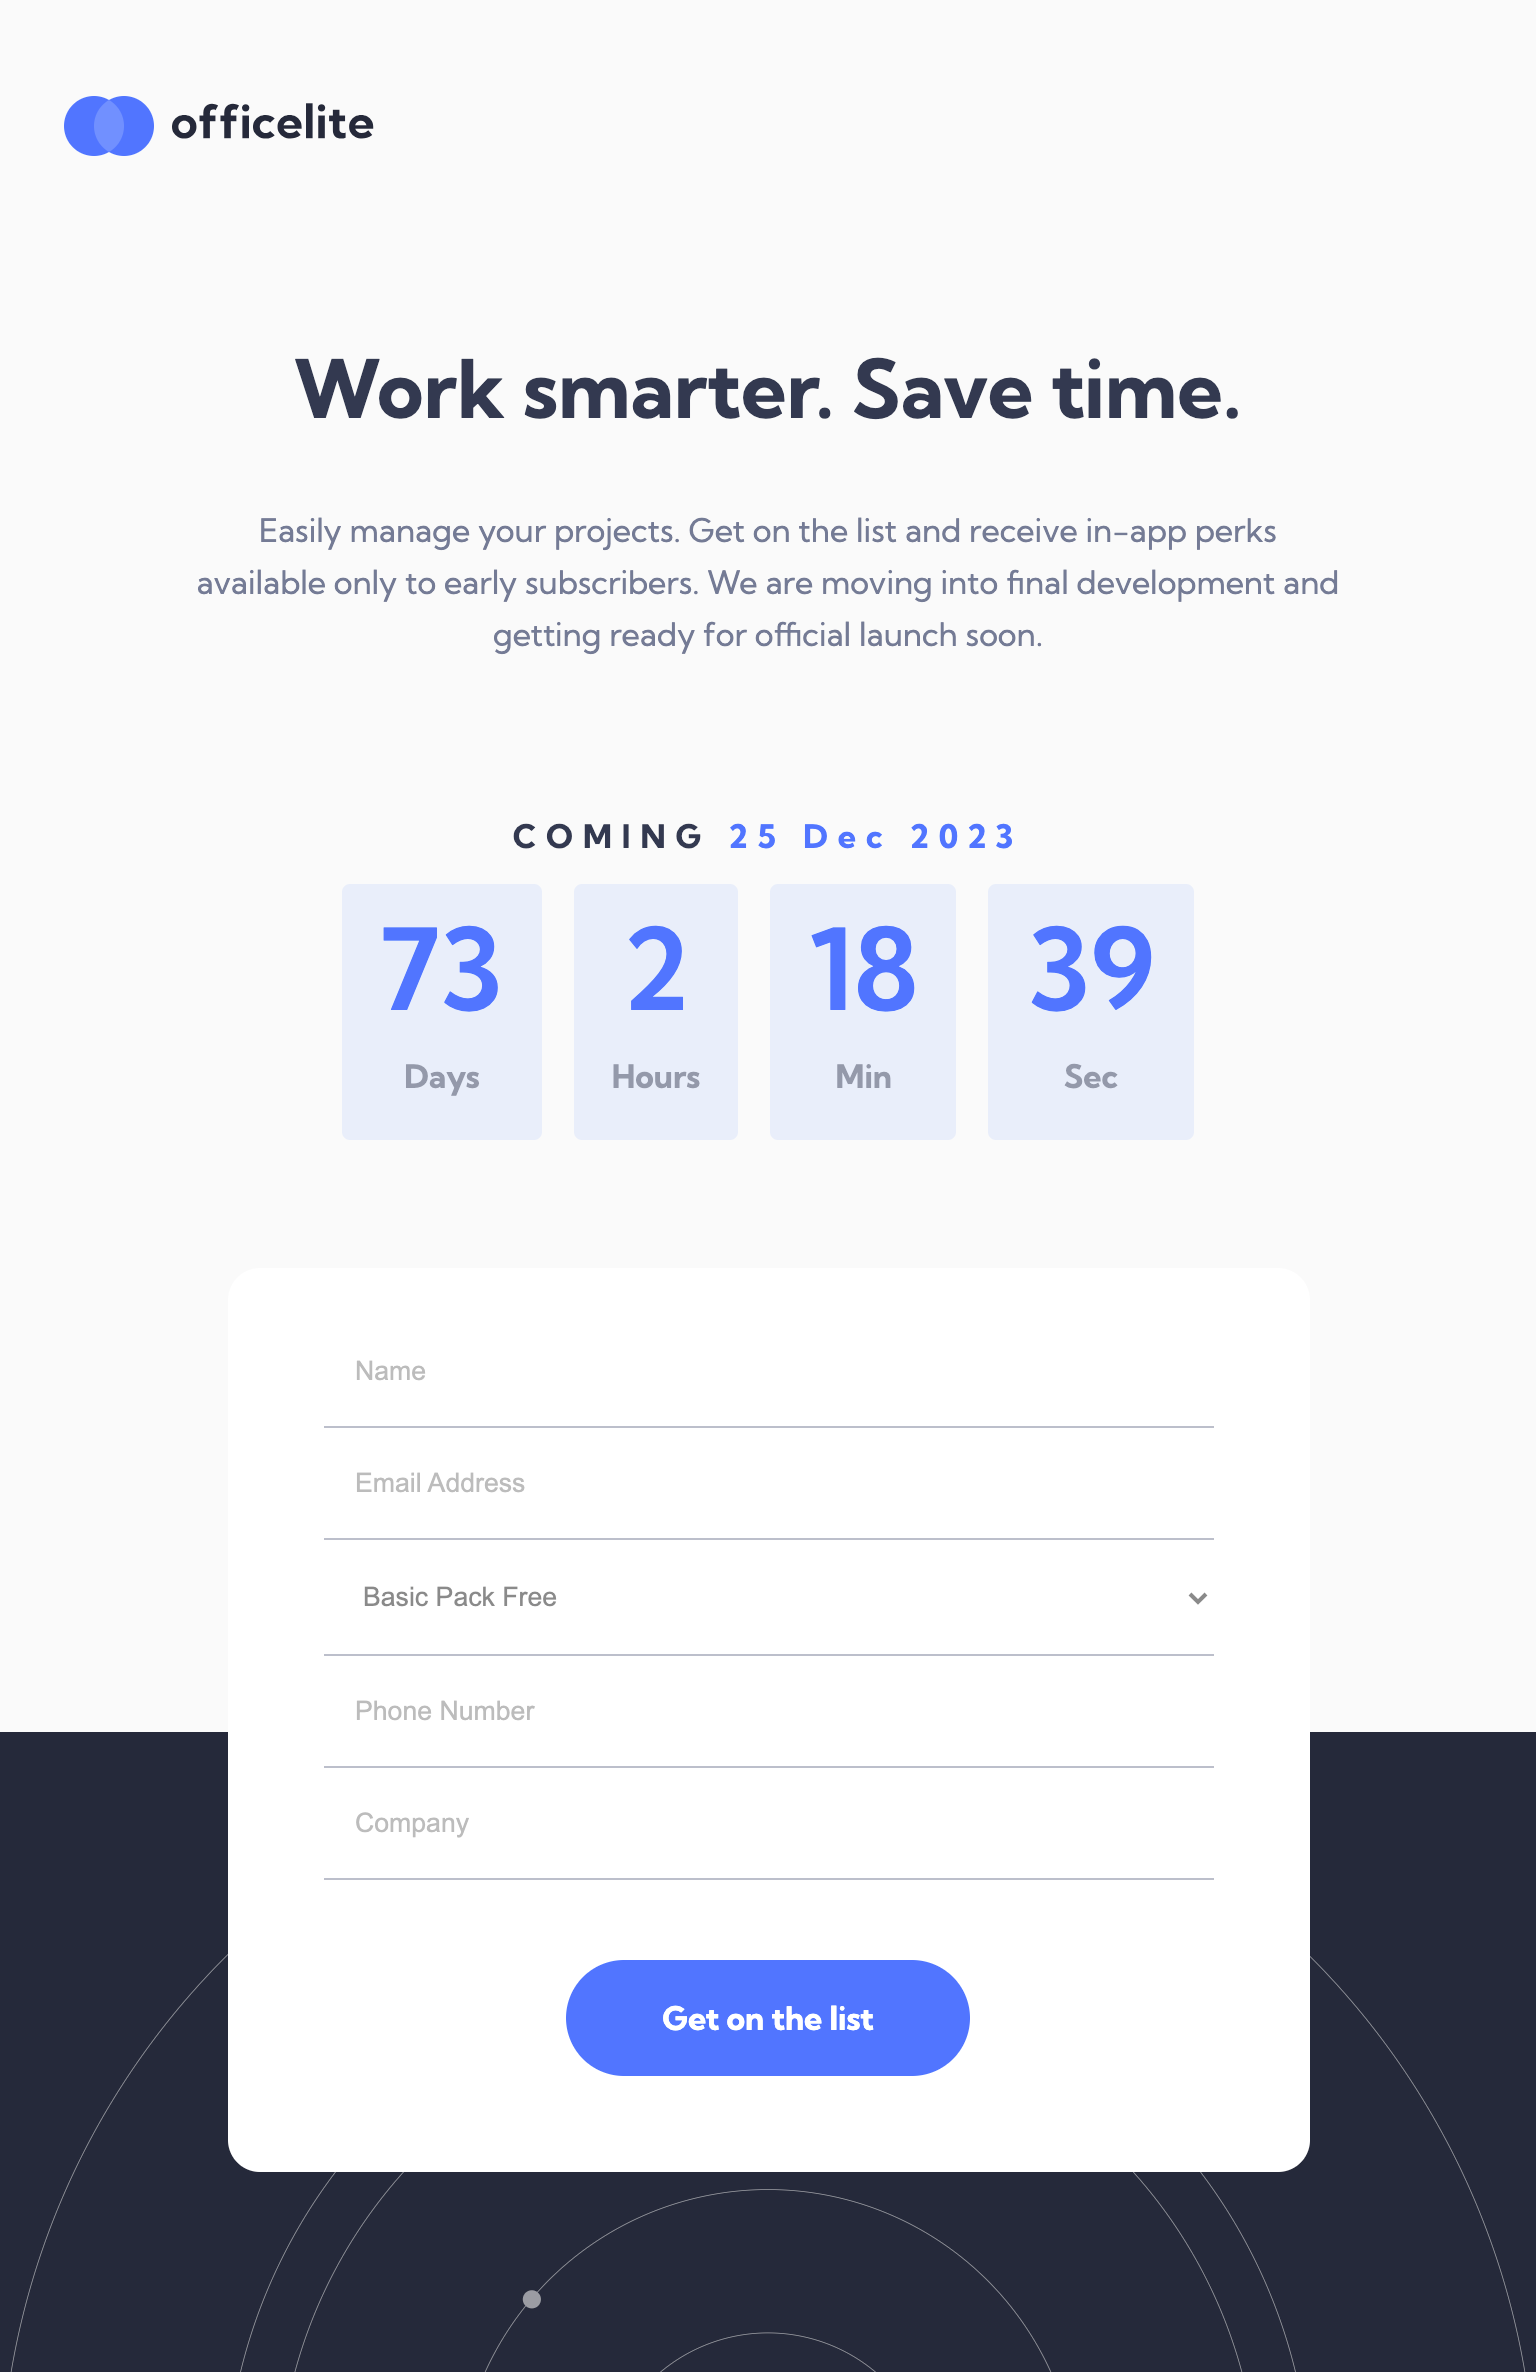 officelite
Work smarter. Save time.
Easily manage your projects. Get on the list and receive in-app perks
available only to early subscribers. We are moving into final development and
getting ready for official launch soon.
COMING 25 Dec 2023
73 2 18 39
Days Hours Min Sec
Name
Email Address
Basic Pack Free
Phone Number
Company
Get on the list